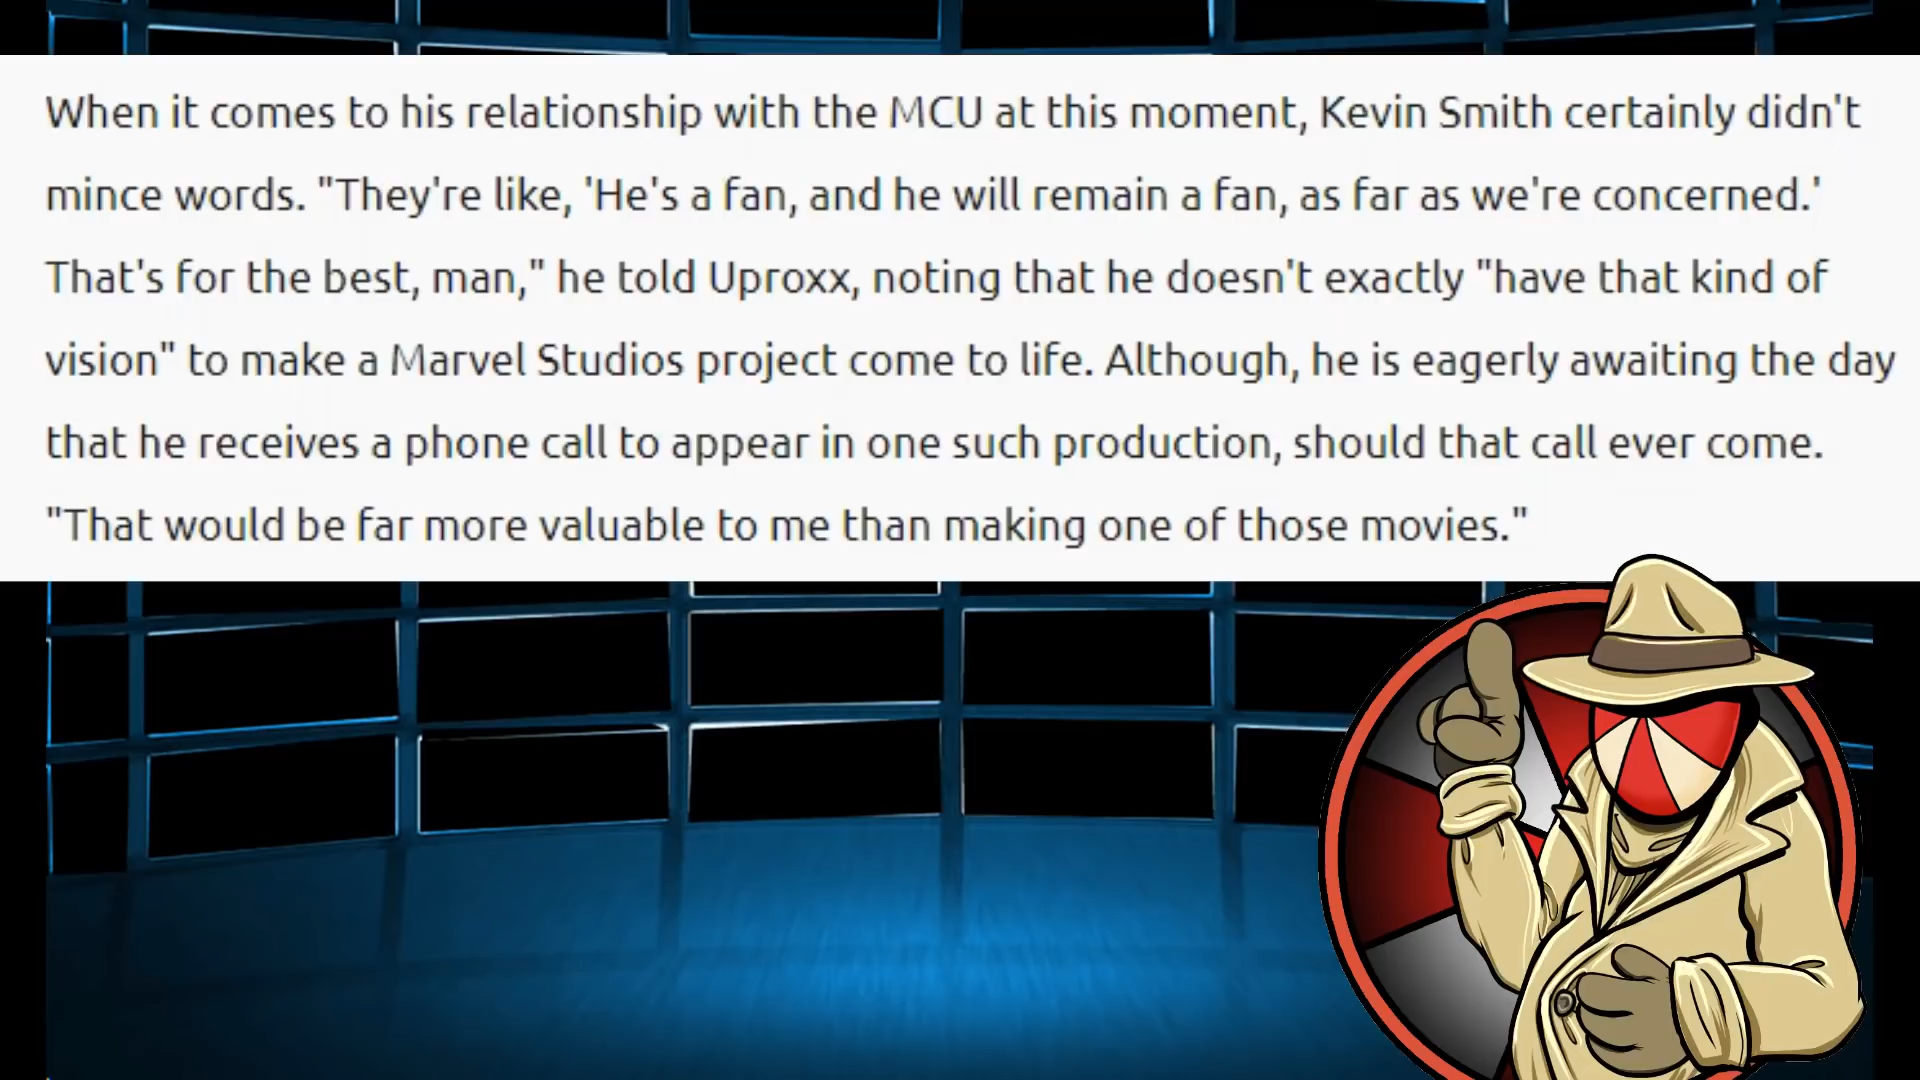 When it comes to his relationship with the MCU at this moment, Kevin Smith certainly didn't
mince words. "They're like, 'He's a fan, and he will remain a fan, as far as we're concerned.'
That's for the best, man," he told Uproxx, noting that he doesn't exactly "have that kind of
vision" to make a Marvel Studios project come to life. Although, he is eagerly awaiting the day
that he receives a phone call to appear in one such production, should that call ever come.
"That would be far more valuable to me than making one of those movies."